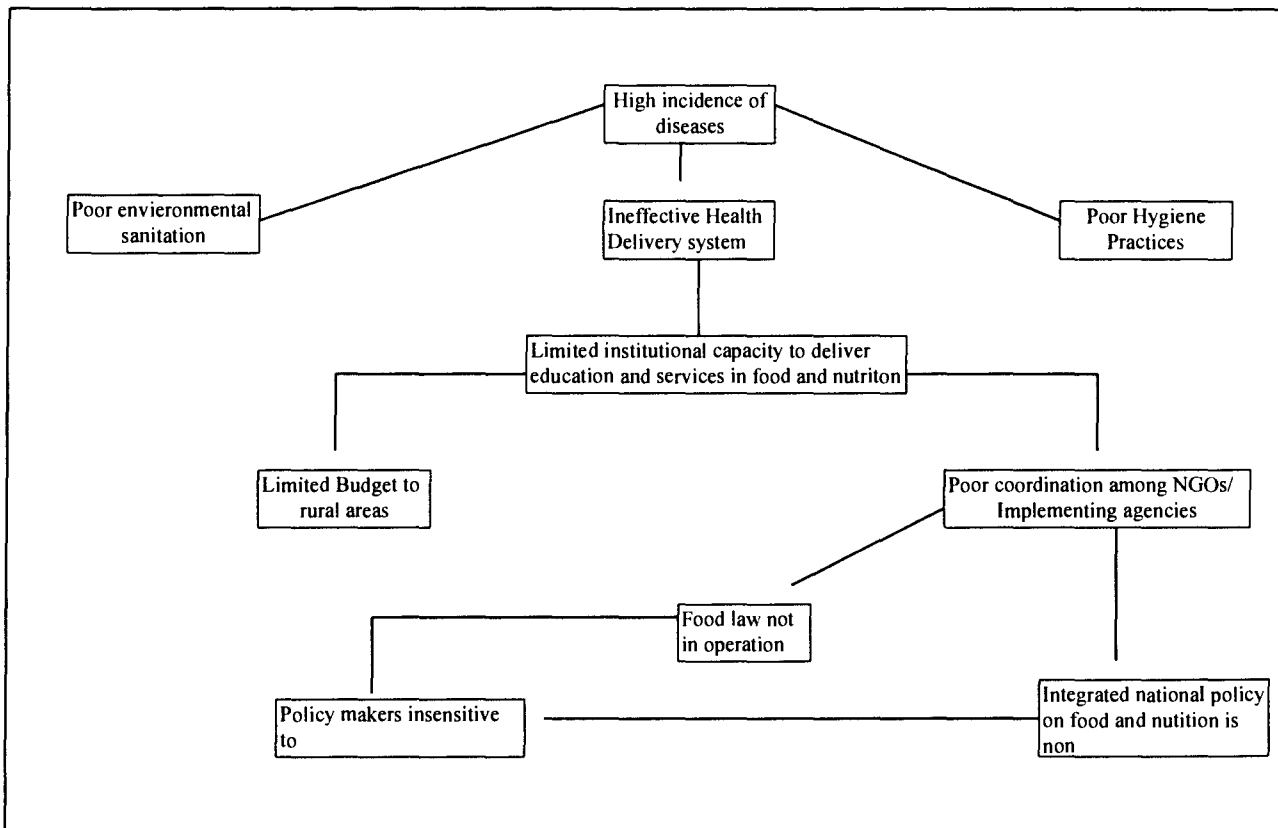 High incidence of
diseases
Poor envieronmental
sanitation
Ineffective Health
Delivery system
Poor Hygiene
Practices
Limited institutional capacity to deliver
education and services in food and nutriton
Limited Budget to
rural areas
Poor coordination among NGOs/
Implementing agencies
Food law not
in operation
Policy makers insensitive
to
Integrated national policy
on food and nutition is
non